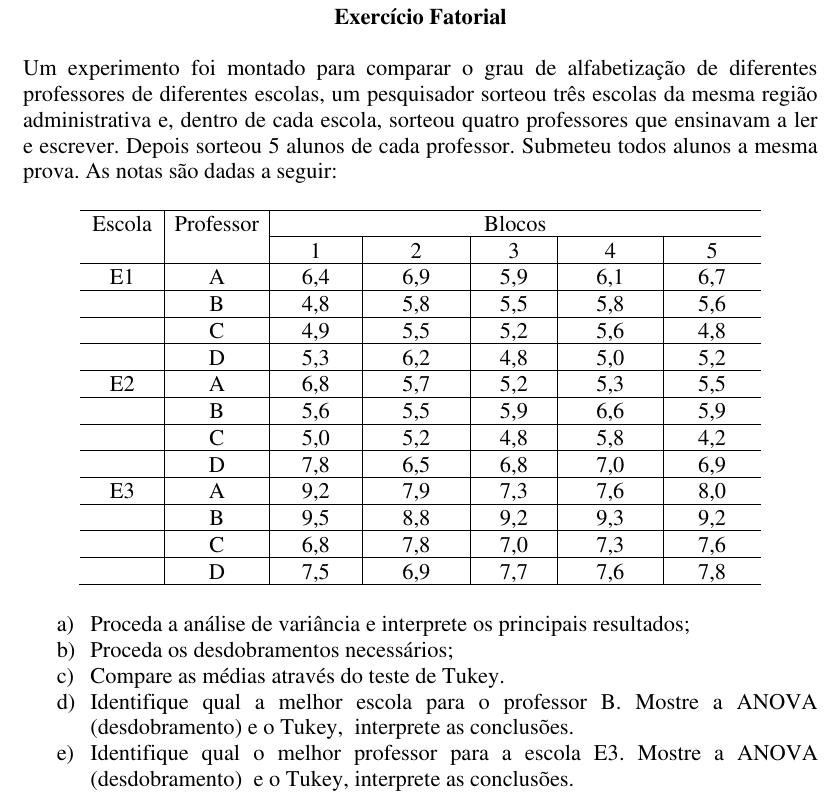 Exercício Fatorial
Um experimento foi montado para comparar o grau de alfabetização de diferentes
professores de diferentes escolas, um pesquisador sorteou três escolas da mesma região
administrativa e, dentro de cada escola, sorteou quatro professores que ensinavam a ler
e escrever. Depois sorteou 5 alunos de cada professor. Submeteu todos alunos a mesma
prova. As notas são dadas a seguir:
Escola Professor Blocos
1 2 3 4 5
E1 A 6,4 6,9 5,9 6,1 6,7
B 4,8 5,8 5,5 5,8 5,6
C 4,9 5,5 5,2 5,6 4,8
D 5,3 6,2 4,8 5,0 5,2
E2 A 6,8 5,7 5,2 5,3 5,5
B 5,6 5,5 5,9 6,6 5,9
C 5,0 5,2 4,8 5,8 4,2
D 7,8 6,5 6,8 7,0 6,9
E3 A 9,2 7,9 7,3 7,6 8,0
B 9,5 8,8 9,2 9,3 9,2
C 6,8 7,8 7,0 7,3 7,6
D 7,5 6,9 7,7 7,6 7,8
a) Proceda a análise de variância e interprete os principais resultados;
b) Proceda os desdobramentos necessários;
c) Compare as médias através do teste de Tukey.
d) Identifique qual a melhor escola para o professor B. Mostre a ANOVA
(desdobramento) e o Tukey, interprete as conclusões.
e) Identifique qual o melhor professor para a escola E3. Mostre a ANOVA
(desdobramento) e o Tukey, interprete as conclusões.